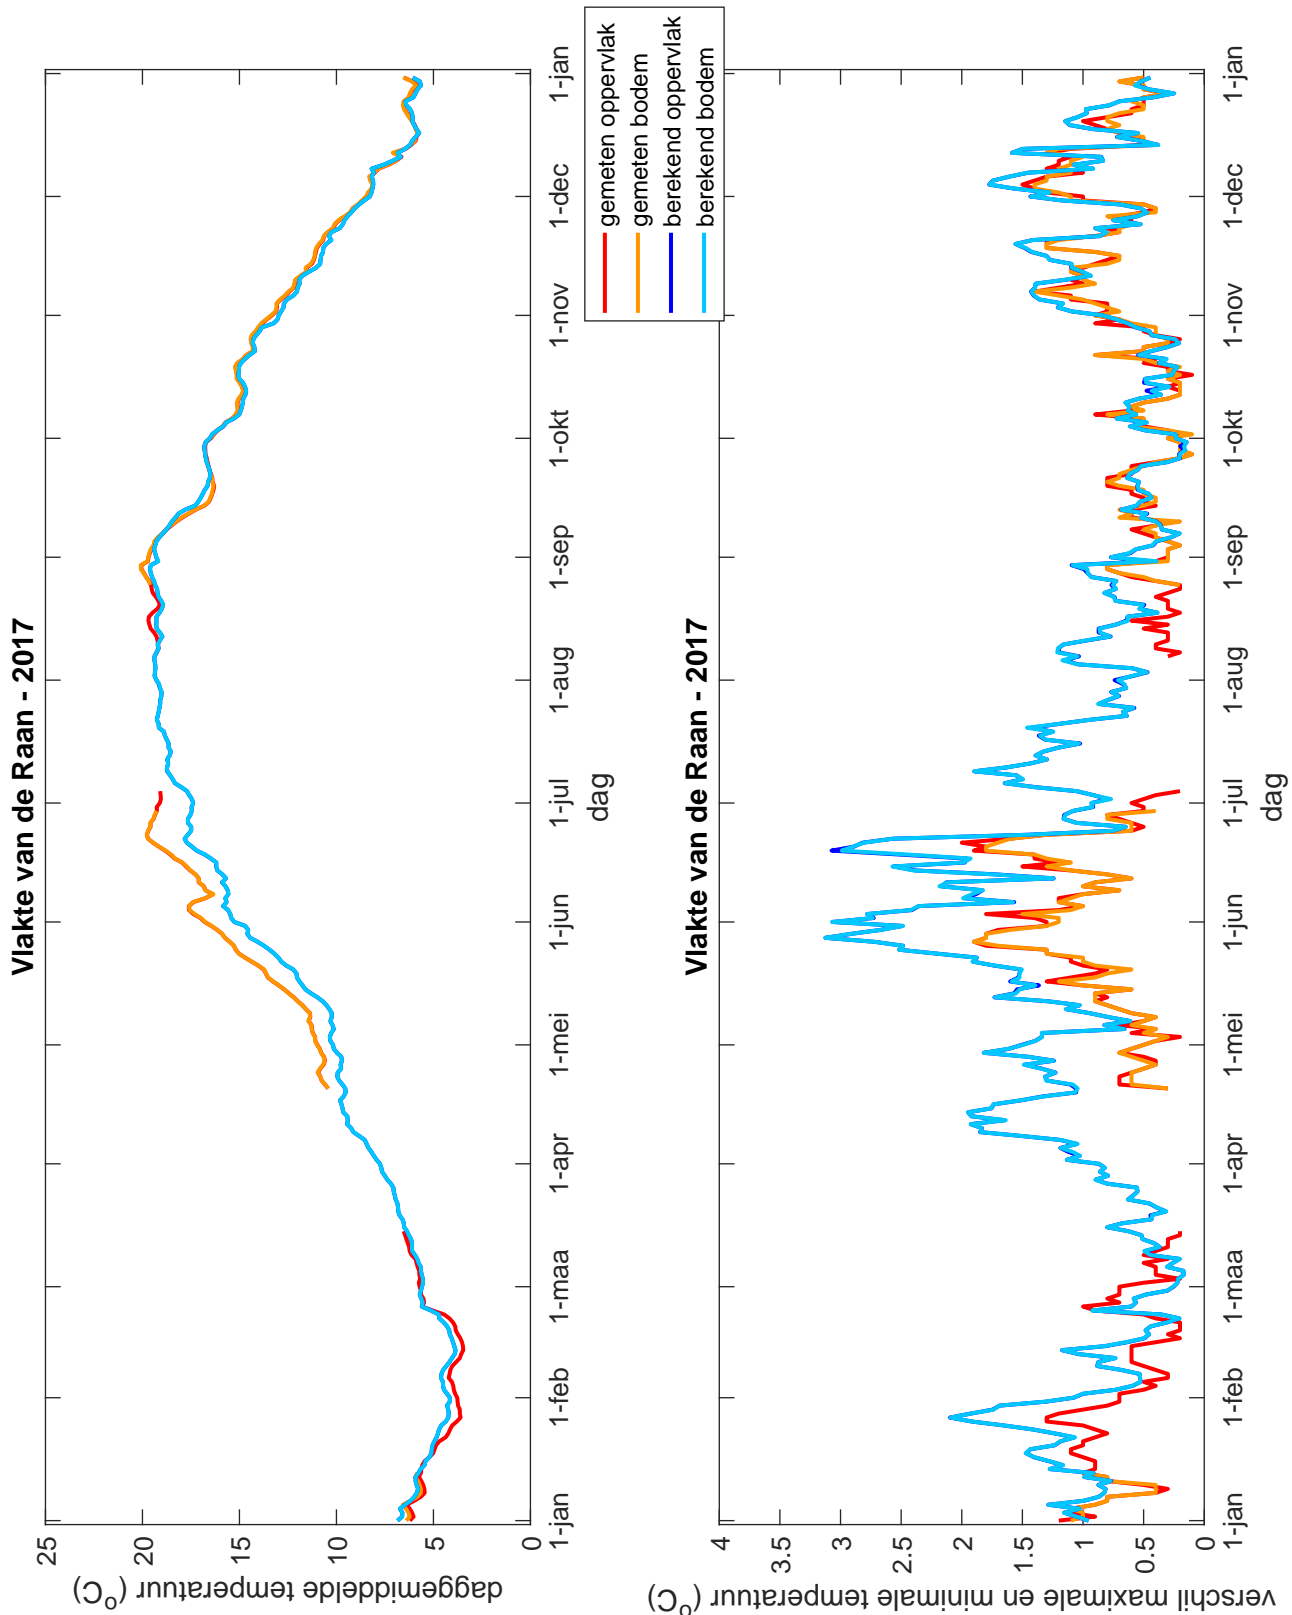 Vlakte van de Raan - 2017
daggemiddelde temperatuur (°C)
25
20
15
10
5
0
1-jan
1-feb
1-maa
1-apr
1-mei
1-jun
1-jul
1-aug
1-sep
1-okt
1-nov
1-dec
1-jan
dag
gemeten oppervlak
gemeten bodem
berekend oppervlak
berekend bodem
Vlakte van de Raan - 2017
verschil maximale en minimale temperatuur (°C)
4
3.5
3
2.5
2
1.5
1
0.5
0
1-jan
1-feb
1-maa
1-apr
1-mei
1-jun
1-jul
1-aug
1-sep
1-okt
1-nov
1-dec
1-jan
dag